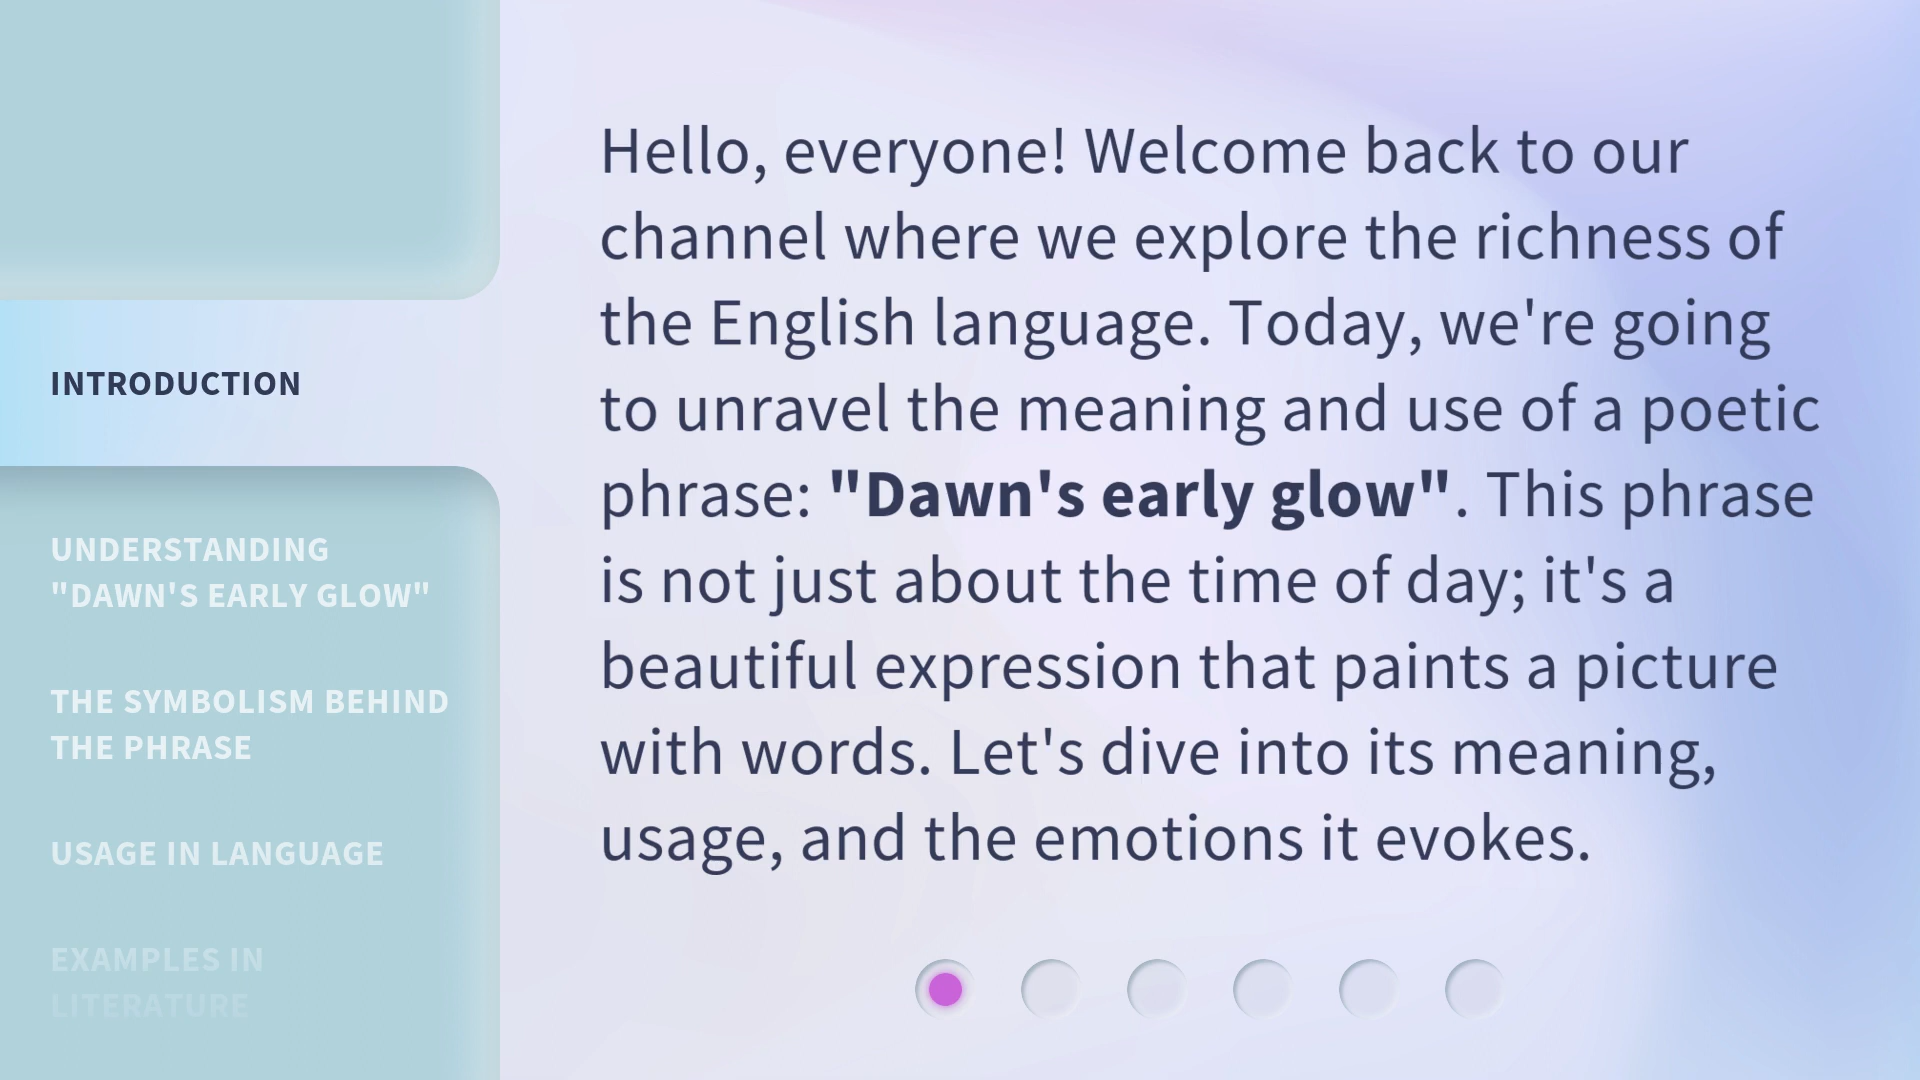 INTRODUCTION
UNDERSTANDING
"DAWN'S EARLY GLOW"
THE SYMBOLISM BEHIND
THE PHRASE
USAGE IN LANGUAGE
EXAMPLES IN
LITERATURE
Hello, everyone! Welcome back to our
channel where we explore the richness of
the English language. Today, we're going
to unravel the meaning and use of a poetic
phrase: "Dawn's early glow". This phrase
is not just about the time of day; it's a
beautiful expression that paints a picture
with words. Let's dive into its meaning,
usage, and the emotions it evokes.